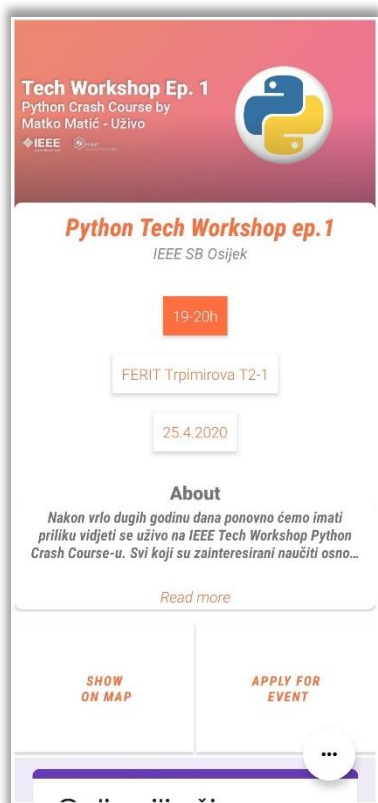 Tech Workshop Ep. 1
Python Crash Course by
Matko Matić - Uživo
IEEE
Python Tech Workshop ep.1
IEEE SB Osijek
19-20h
FERIT Trpimirova T2-1
25.4.2020
About
Nakon vrlo dugih godinu dana ponovno ćemo imati
priliku vidjeti se uživo na IEEE Tech Workshop Python
Crash Course-u. Svi koji su zainteresirani naučiti osno…
Read more
SHOW
ON MAP
APPLY FOR
EVENT